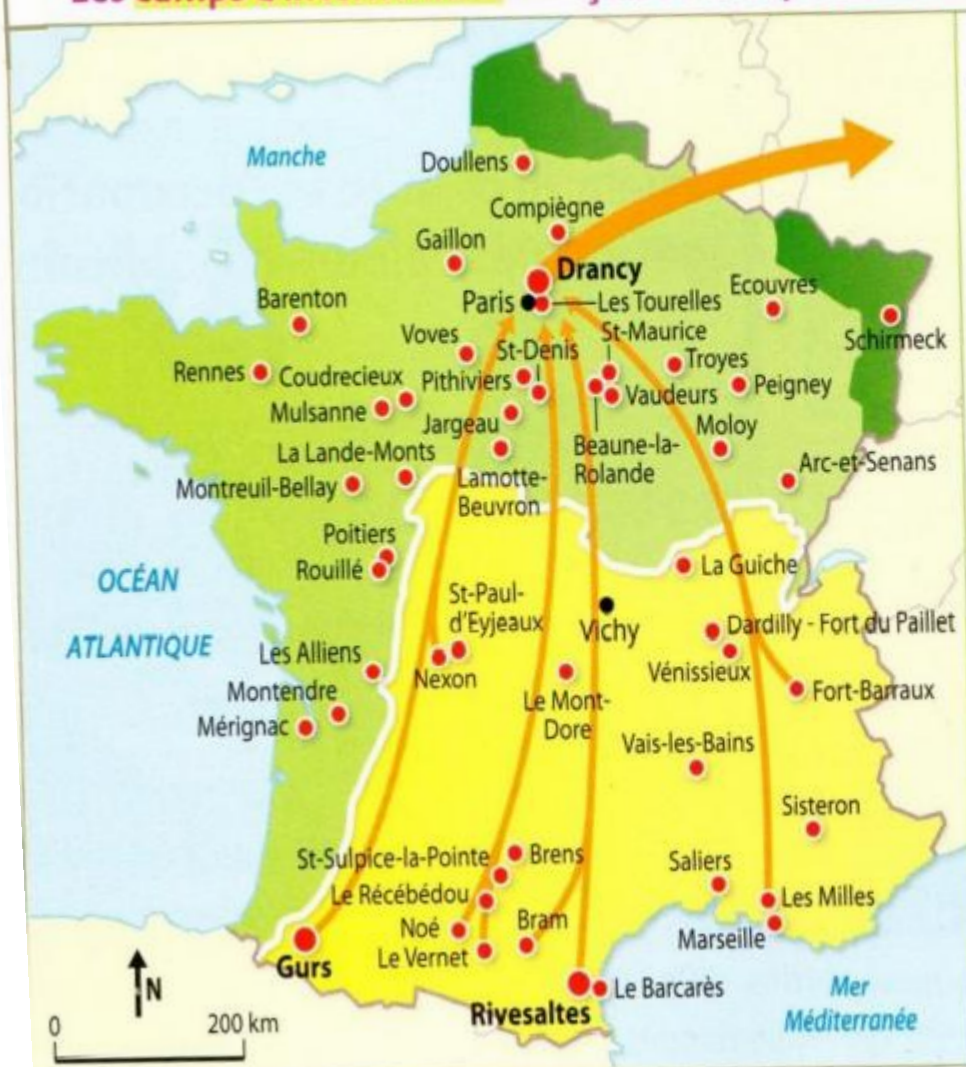 Manche
Doullens
Compiègne
Gaillon
Drancy
Barenton
Paris
Les Tourelles
Ecouvres
Voves
St-Denis
St-Maurice
Schirmeck
Rennes
Coudrecieux
Pithiviers
Troyes
Mulsanne
Vaudeurs
Peigney
Jargeau
La Lande-Monts
Beaune-la-
Rolande
Moloy
Montreuil-Bellay
Lamotte-
Beuvron
Arc-et-Senans
Poitiers
Rouillé
La Guiche
OCÉAN
ATLANTIQUE
St-Paul-
d'Eyjeaux
Vichy
Dardilly - Fort du Paillet
Les Alliens
Nexon
Vénissieux
Montendre
Mérignac
Le Mont-
Dore
Fort-Barraux
Vais-les-Bains
Sisteron
St-Sulpice-la-Pointe
Brens
Saliers
Le Récébédou
Les Milles
Noé
Bram
Marseille
Le Vernet
Gurs
Rivesaltes
Le Barcarès
N
Mer
Méditerranée
0
200 km